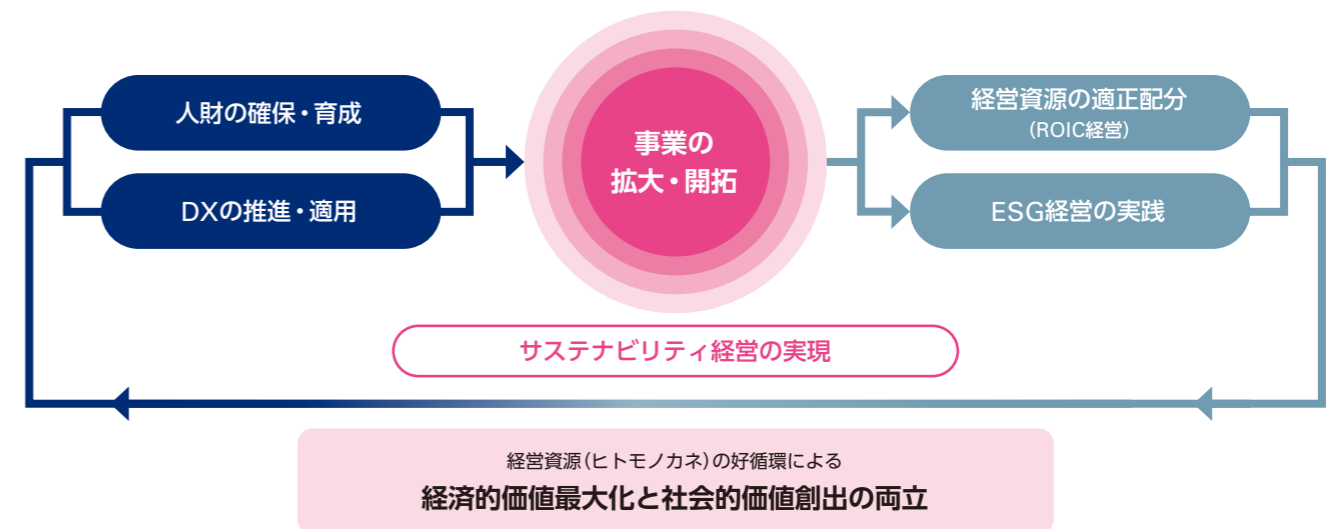 人財の確保・育成
DXの推進・適用
事業の
拡大・開拓
経営資源の適正配分
(ROIC経営)
ESG経営の実践
サステナビリティ経営の実現
経営資源(ヒトモノカネ)の好循環による
経済的価値最大化と社会的価値創出の両立